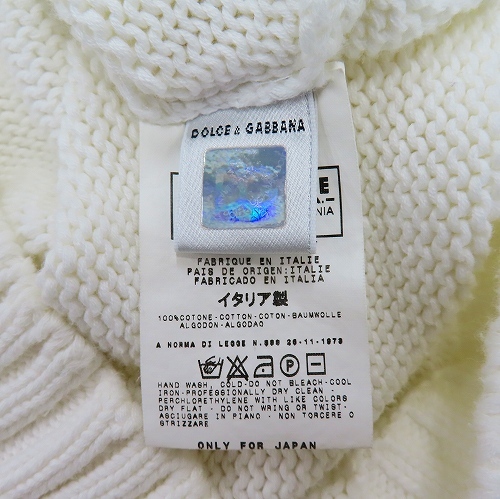 DOLCE & GABBANA
FABRIQUE EN ITALIE
PAIS DE ORIGEN:ITALIE
FABRICADO EN ITALIA
イタリア製
100%COTONE-COTTON-COTON-BAUMWOLLE
ALGODON-ALGODAO
A NORMA DI LEGGE N.883 26-11-1973
HAND WASH, COLD-DO NOT BLEACH-COOL
IRON-PROFESSIONALLY DRY CLEAN -
PERCHLORETHYLENE WITH LIKE COLORS
DRY FLAT - DO NOT WRING OR TWIST-
ASCIUGARE IN PIANO - NON TORCERE O
STRIZZARE
ONLY FOR JAPAN